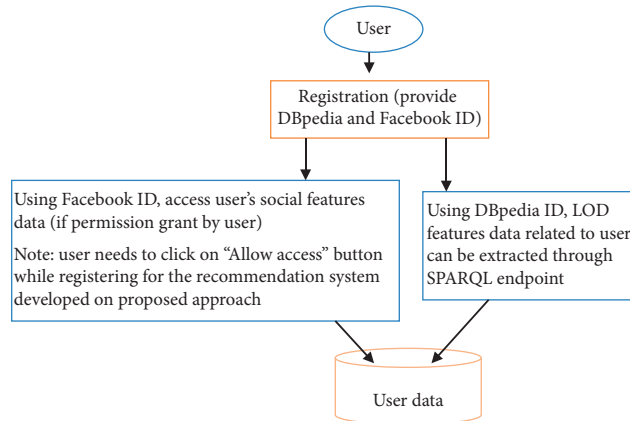 User
Registration (provide
DBpedia and Facebook ID)
Using Facebook ID, access user's social features
data (if permission grant by user)
Note: user needs to click on “Allow access” button
while registering for the recommendation system
developed on proposed approach
Using DBpedia ID, LOD
features data related to user
can be extracted through
SPARQL endpoint
User data